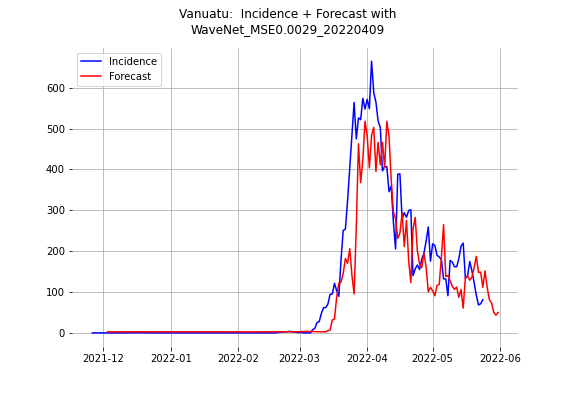 Vanuatu:  Incidence + Forecast with
WaveNet_MSE0.0029_20220409
Incidence
Forecast
600
500
400
300
200
100
0
2021-12 2022-01 2022-02 2022-03 2022-04 2022-05 2022-06